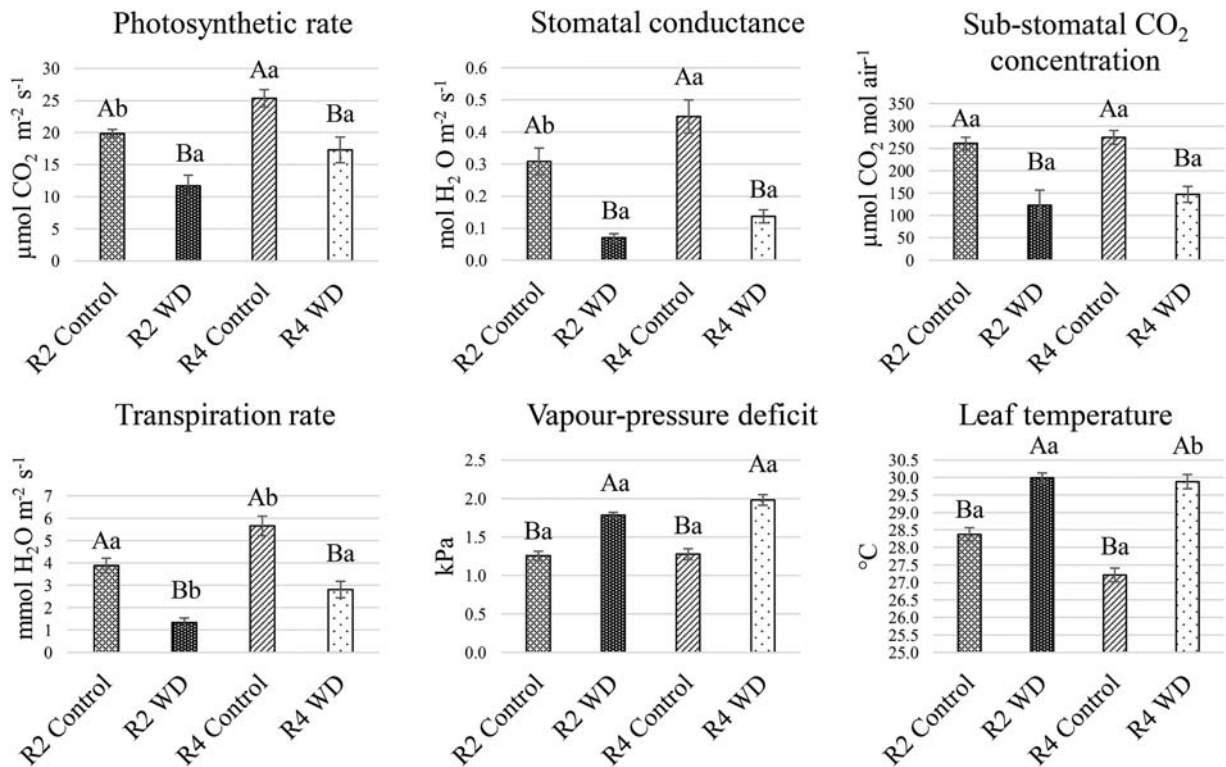 Photosynthetic rate
µmol CO₂ m⁻² s⁻¹
30
25
20
15
10
5
0
Ab
Ba
Aa
Ba
R2 Control
R2 WD
R4 Control
R4 WD
Stomatal conductance
mol H₂ O m⁻² s⁻¹
0.6
0.5
0.4
0.3
0.2
0.1
0.0
Ab
Ba
Aa
Ba
R2 Control
R2 WD
R4 Control
R4 WD
Sub-stomatal CO₂
concentration
µmol CO₂ mol air⁻¹
350
300
250
200
150
100
50
0
Aa
Ba
Aa
Ba
R2 Control
R2 WD
R4 Control
R4 WD
Transpiration rate
mmol H₂O m⁻² s⁻¹
7
6
5
4
3
2
1
0
Aa
Bb
Ab
Ba
R2 Control
R2 WD
R4 Control
R4 WD
Vapour-pressure deficit
kPa
2.5
2.0
1.5
1.0
0.5
0.0
Ba
Aa
Ba
Aa
R2 Control
R2 WD
R4 Control
R4 WD
Leaf temperature
°C
30.5
30.0
29.5
29.0
28.5
28.0
27.5
27.0
26.5
26.0
25.5
25.0
Ba
Aa
Ba
Ab
R2 Control
R2 WD
R4 Control
R4 WD